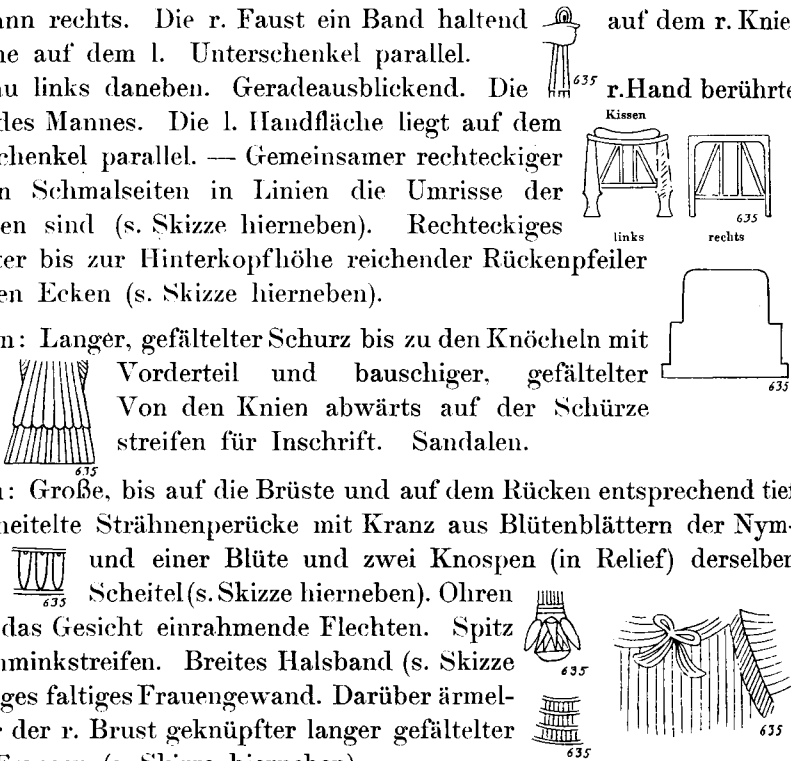 ann rechts. Die r. Faust ein Band haltend auf dem r. Knie
ne auf dem l. Unterschenkel parallel.
au links daneben. Geradeausblickend. Die 635 r. Hand berührte
des Mannes. Die l. Handfläche liegt auf dem
Kissen
chenkel parallel. — Gemeinsamer rechteckiger
en Schmalseiten in Linien die Umrisse der
en sind (s. Skizze hierneben). Rechteckiges
635
links rechts
ter bis zur Hinterkopfhöhe reichender Rückenpfeiler
en Ecken (s. Skizze hierneben).
n: Langer, gefältelter Schurz bis zu den Knöcheln mit
Vorderteil und bauschiger, gefältelter
635
Von den Knien abwärts auf der Schürze
streifen für Inschrift. Sandalen.
635
: Große, bis auf die Brüste und auf dem Rücken entsprechend tief
heitelte Strähnenperücke mit Kranz aus Blütenblättern der Nym-
und einer Blüte und zwei Knospen (in Relief) derselben
635 Scheitel (s. Skizze hierneben). Ohren
das Gesicht einrahmende Flechten. Spitz
minkstreifen. Breites Halsband (s. Skizze
635
ges faltiges Frauengewand. Darüber ärmel-
r der r. Brust geknüpfter langer gefältelter
635
635
(s. Skizze hierneben)